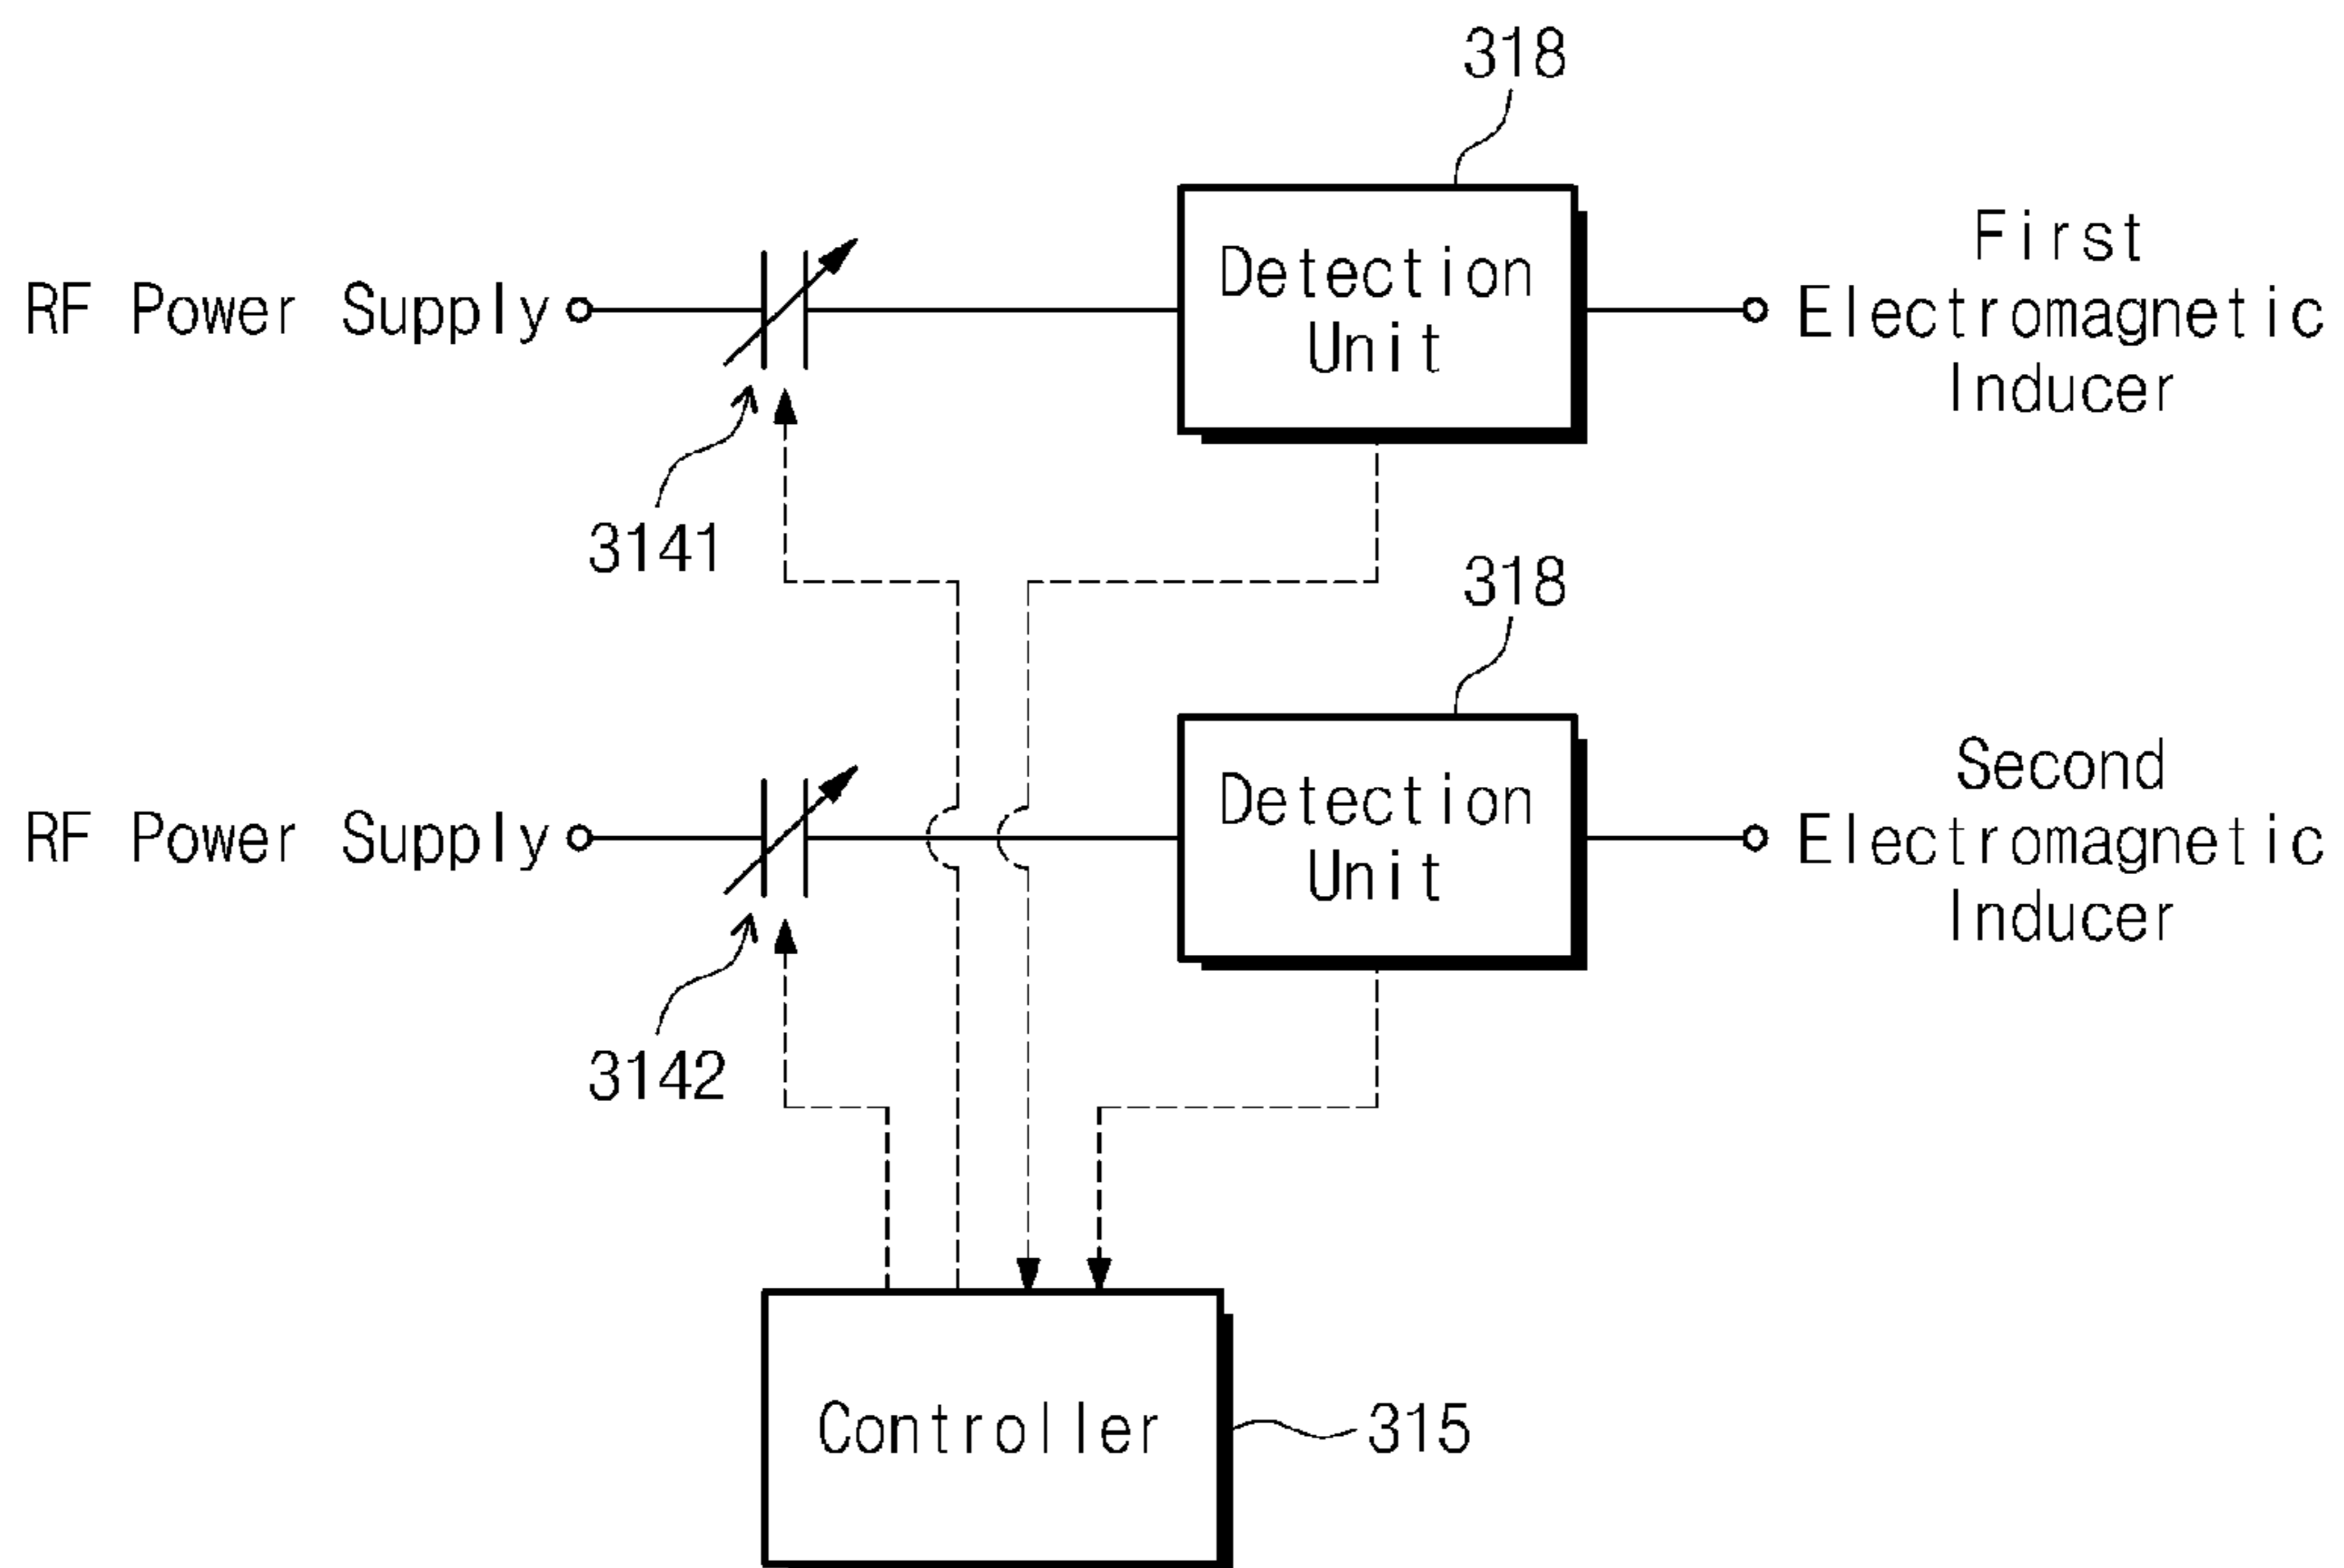 318
RF Power Supply
Detection
Unit
First
Electromagnetic
Inducer
3141
318
RF Power Supply
Detection
Unit
Second
Electromagnetic
Inducer
3142
Controller
315